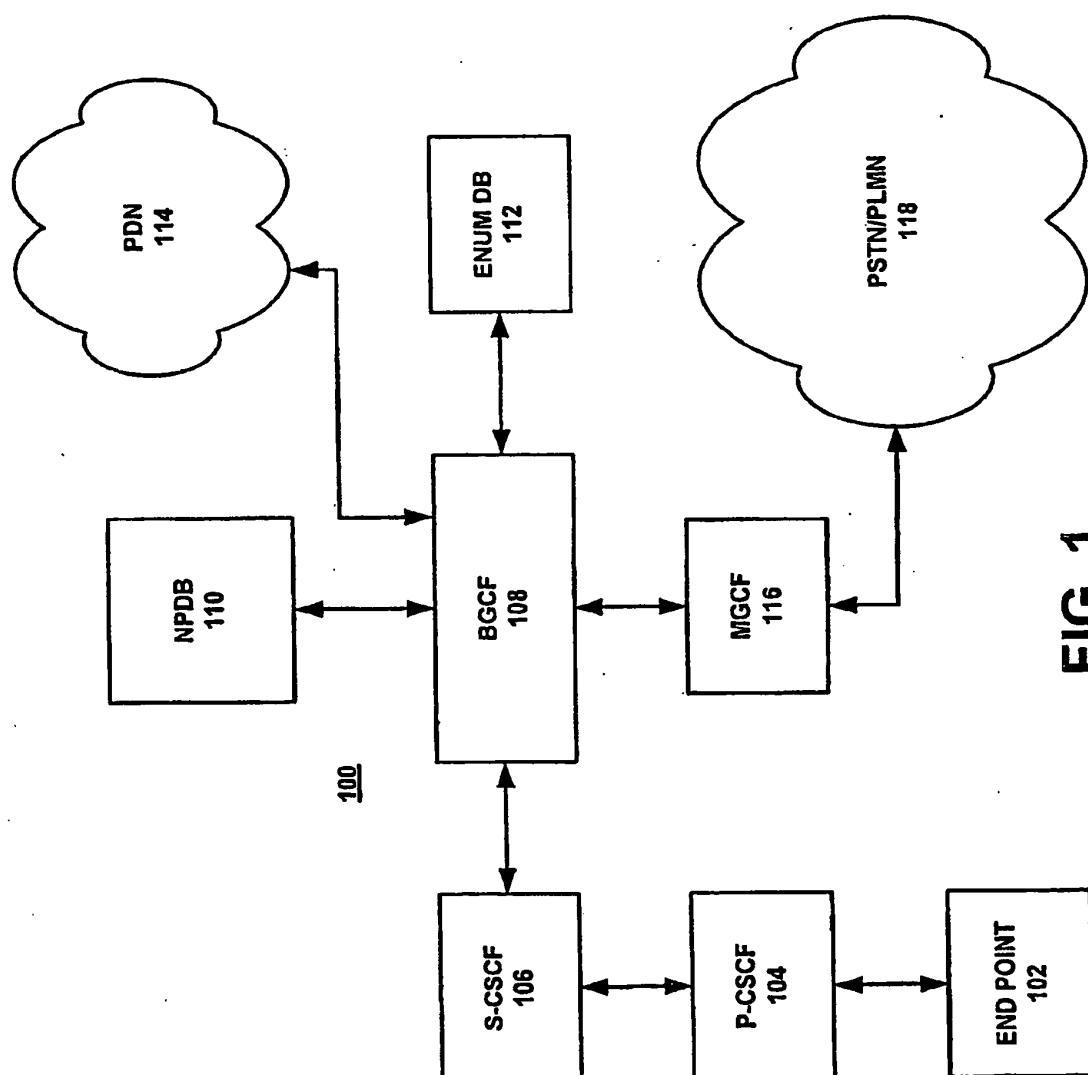 PDN
114
NPDB
110
ENUM DB
112
100
BGCF
108
S-CSCF
106
P-CSCF
104
END POINT
102
MGCF
116
PSTN/PLMN
118
FIG. 1